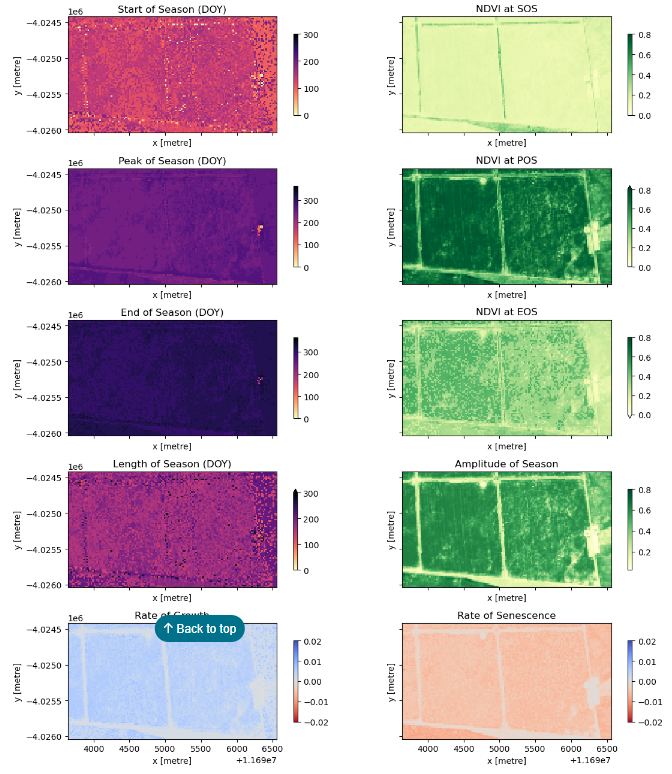 Start of Season (DOY)
1e6
−4.0245
−4.0250
−4.0255
−4.0260
y [metre]
x [metre]
300
200
100
0
NDVI at SOS
y [metre]
x [metre]
0.8
0.6
0.4
0.2
0.0
Peak of Season (DOY)
1e6
−4.0245
−4.0250
−4.0255
−4.0260
y [metre]
x [metre]
300
200
100
0
NDVI at POS
y [metre]
x [metre]
0.8
0.6
0.4
0.2
0.0
End of Season (DOY)
1e6
−4.0245
−4.0250
−4.0255
−4.0260
y [metre]
x [metre]
300
200
100
0
NDVI at EOS
y [metre]
x [metre]
0.8
0.6
0.4
0.2
0.0
Length of Season (DOY)
1e6
−4.0245
−4.0250
−4.0255
−4.0260
y [metre]
x [metre]
300
200
100
0
Amplitude of Season
y [metre]
x [metre]
0.8
0.6
0.4
0.2
Rate of Growth
↑ Back to top
1e6
−4.0245
−4.0250
−4.0255
−4.0260
y [metre]
4000 4500 5000 5500 6000 6500
x [metre]
+1.169e7
0.02
0.01
0.00
−0.01
−0.02
Rate of Senescence
y [metre]
4000 4500 5000 5500 6000 6500
x [metre]
+1.169e7
0.02
0.01
0.00
−0.01
−0.02